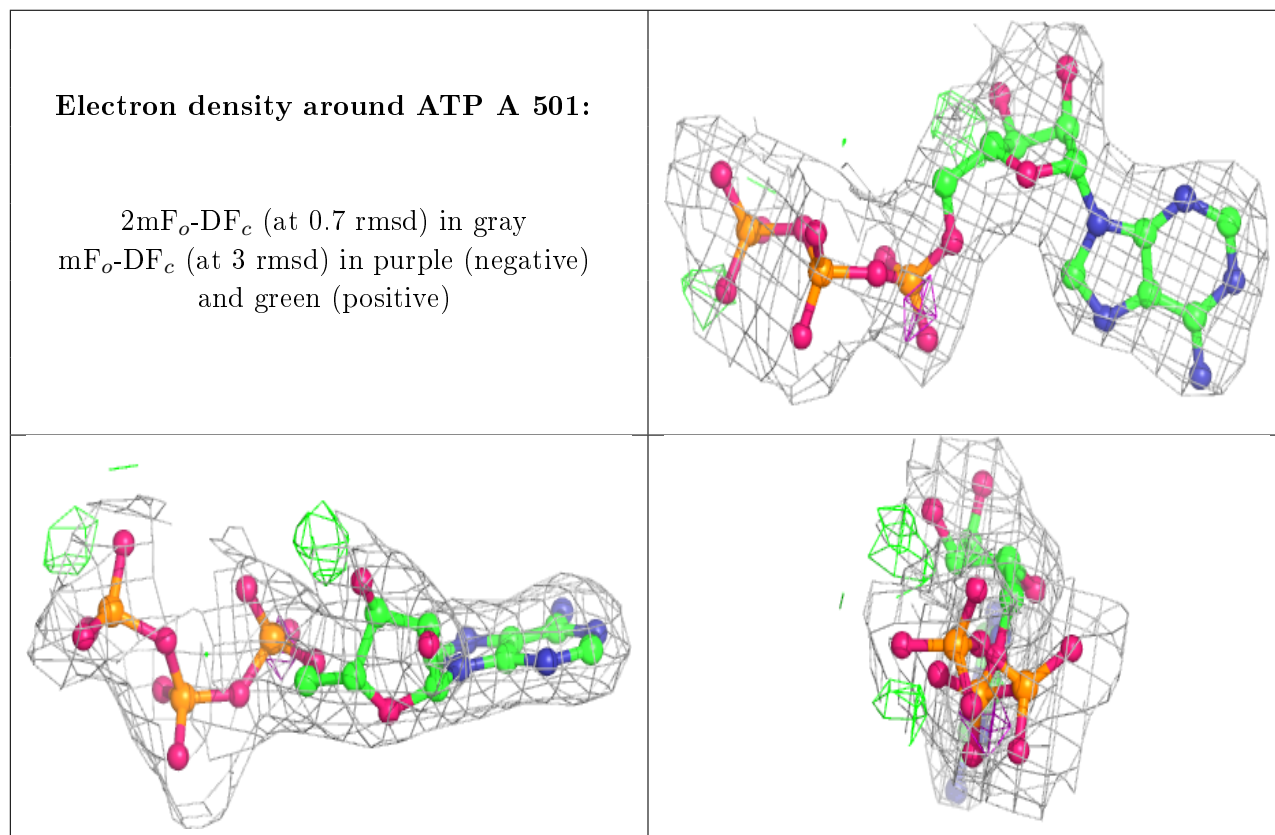 Electron density around ATP A 501:
2mFₒ-DF𝒸 (at 0.7 rmsd) in gray
mFₒ-DF𝒸 (at 3 rmsd) in purple (negative)
and green (positive)